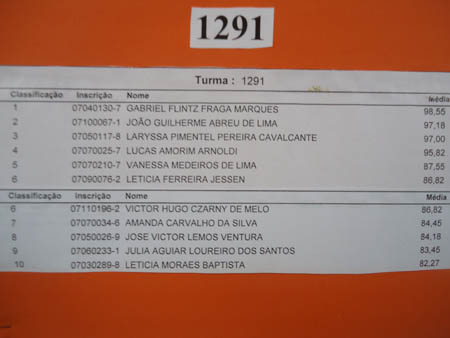 1291
Turma : 1291
Classificação Inscrição Nome Média
1 07040130-7 GABRIEL FLINTZ FRAGA MARQUES 98,55
2 07100067-1 JOÃO GUILHERME ABREU DE LIMA 97,18
3 07050117-8 LARYSSA PIMENTEL PEREIRA CAVALCANTE 97,00
4 07070025-7 LUCAS AMORIM ARNOLDI 95,82
5 07070210-7 VANESSA MEDEIROS DE LIMA 87,55
6 07090076-2 LETICIA FERREIRA JESSEN 86,82
Classificação Inscrição Nome Média
6 07110196-2 VICTOR HUGO CZARNY DE MELO 86,82
7 07070034-6 AMANDA CARVALHO DA SILVA 84,45
8 07050026-9 JOSE VICTOR LEMOS VENTURA 84,18
9 07060233-1 JULIA AGUIAR LOUREIRO DOS SANTOS 83,45
10 07030289-8 LETICIA MORAES BAPTISTA 82,27